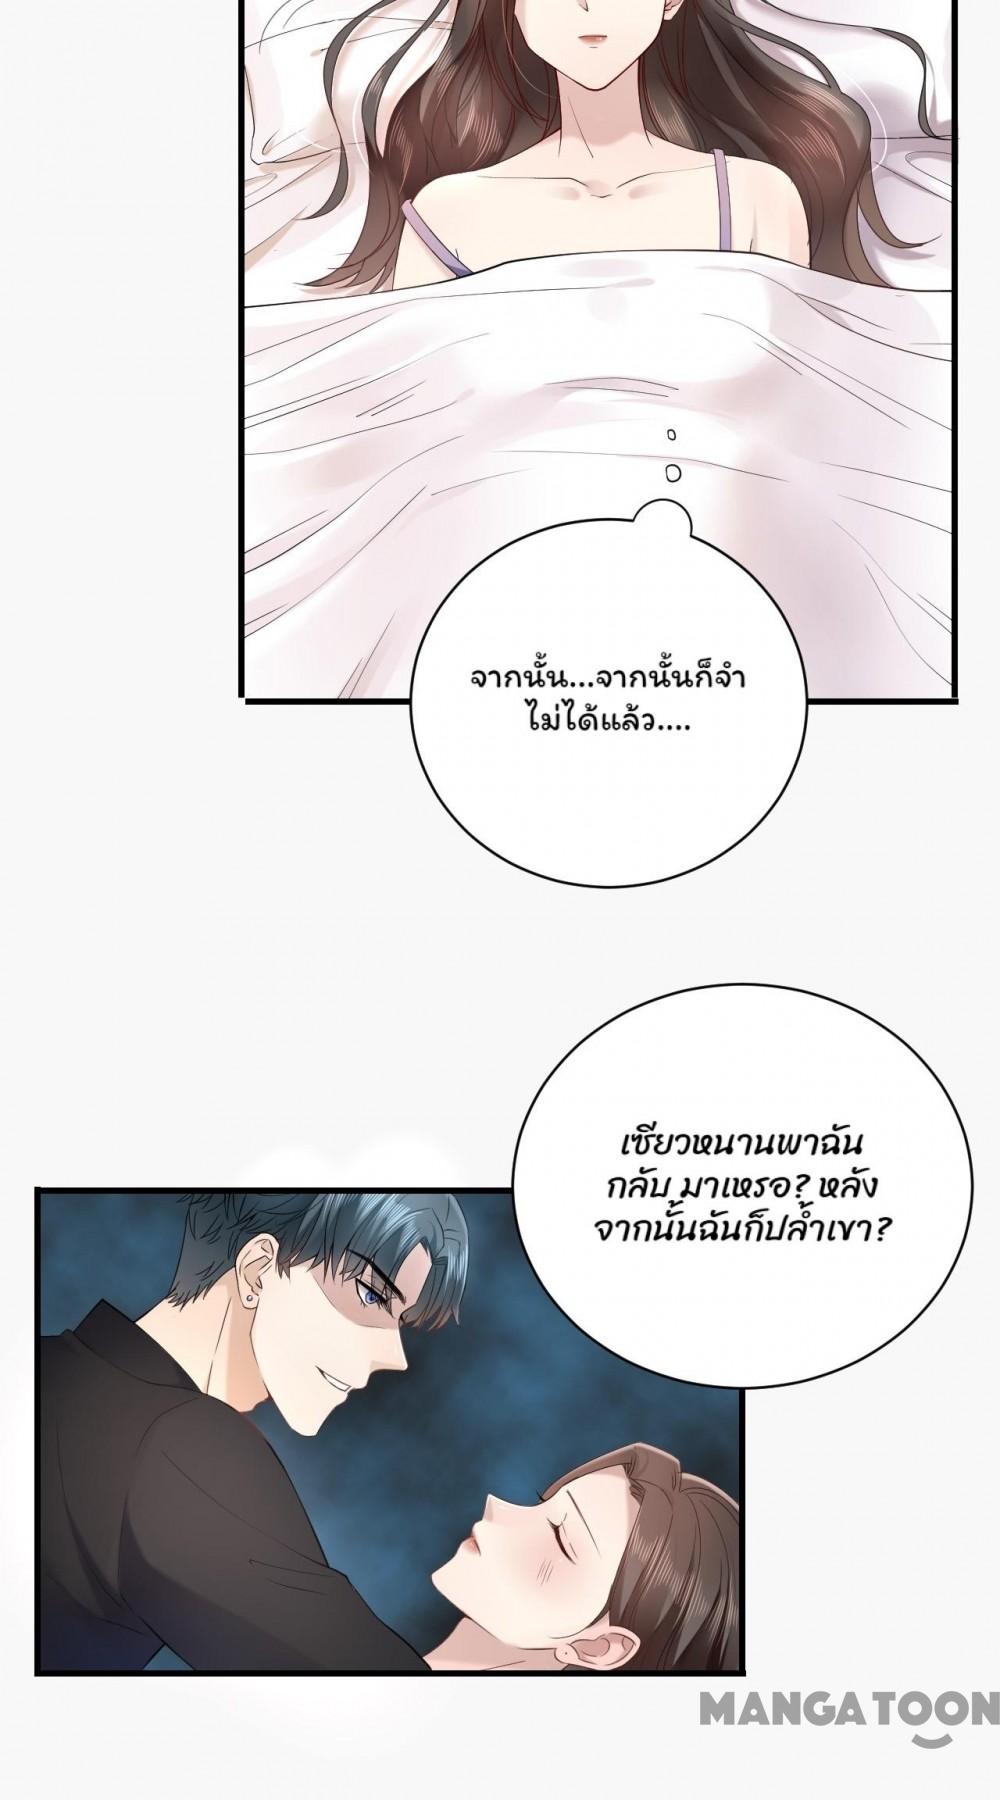 จากนั้น...จากนั้นก็จำ
ไม่ได้แล้ว....
เซียวหนานพาฉัน
กลับ มาเหรอ? หลัง
จากนั้นฉันก็ปล้ำเขา?
MANGATOON